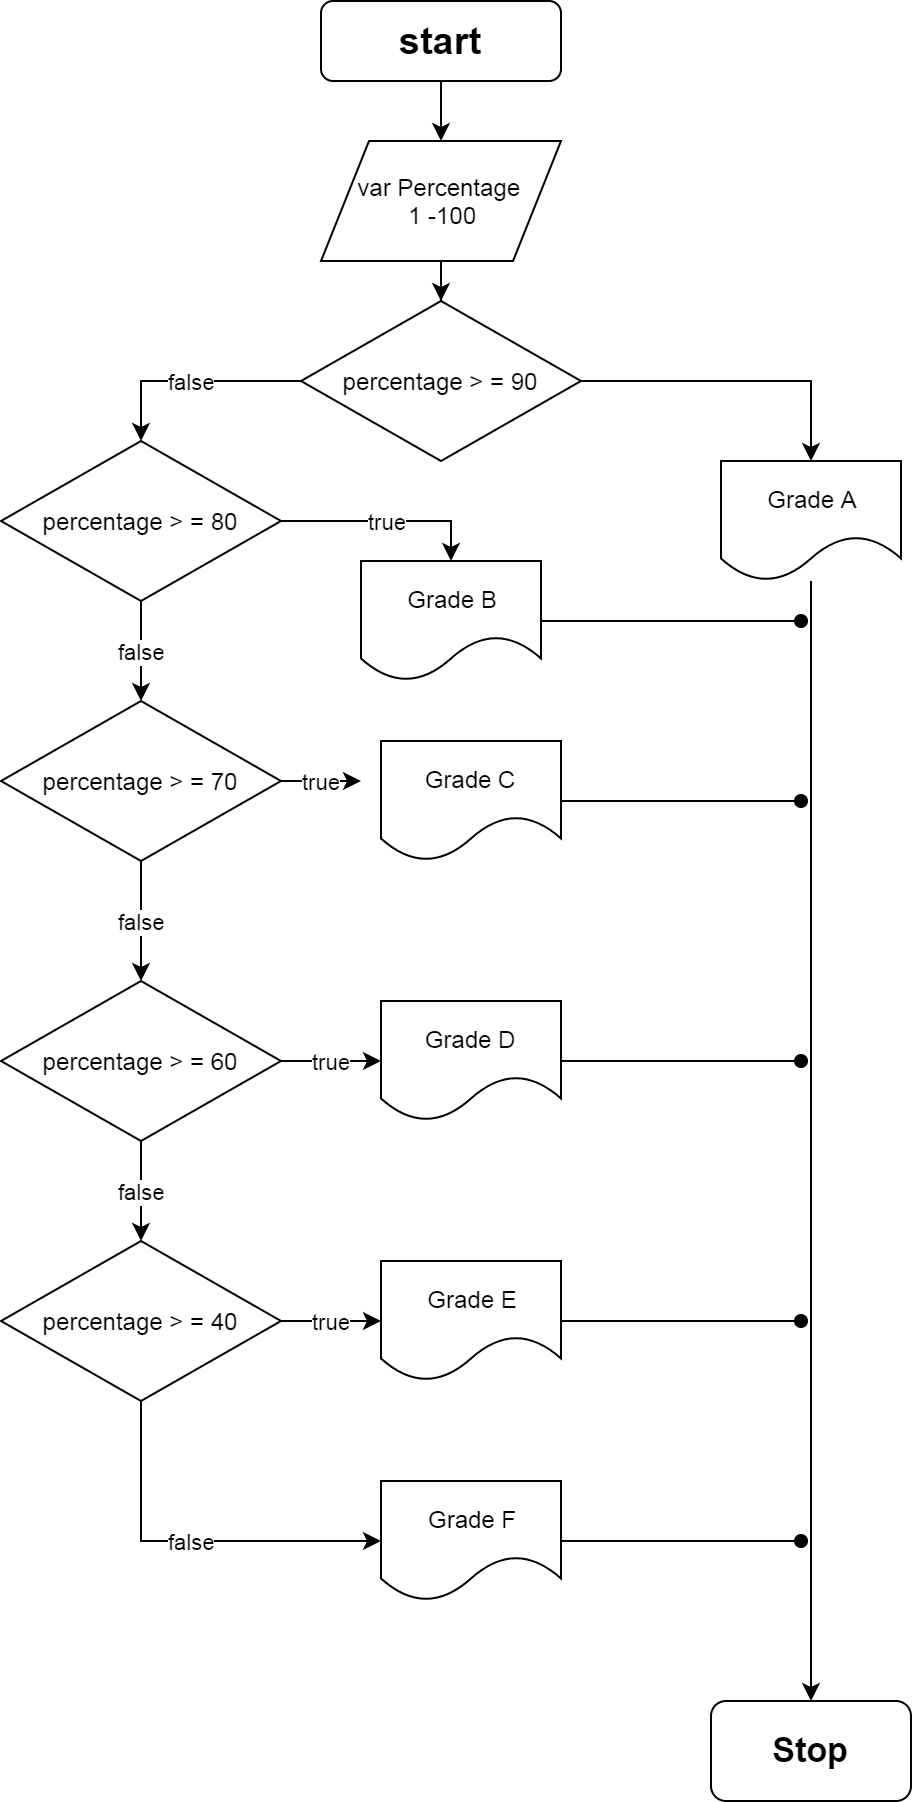 start
var Percentage
1 -100
percentage > = 90
false
Grade A
percentage > = 80
true
Grade B
false
percentage > = 70
true
Grade C
false
percentage > = 60
true
Grade D
false
percentage > = 40
true
Grade E
false
Grade F
Stop